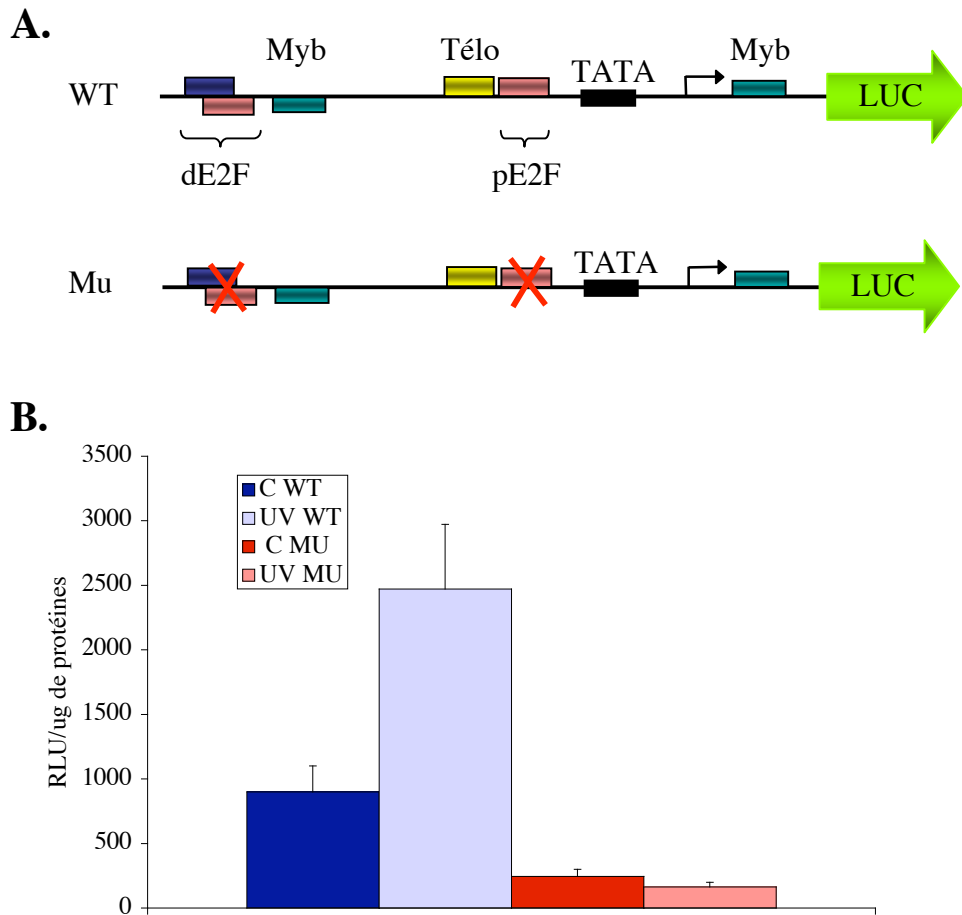 A.
Myb Télo TATA Myb
WT LUC
dE2F pE2F
TATA
Mu LUC
B.
3500
3000
2500
2000
1500
1000
500
0
RLU/ug de protéines
C WT
UV WT
C MU
UV MU